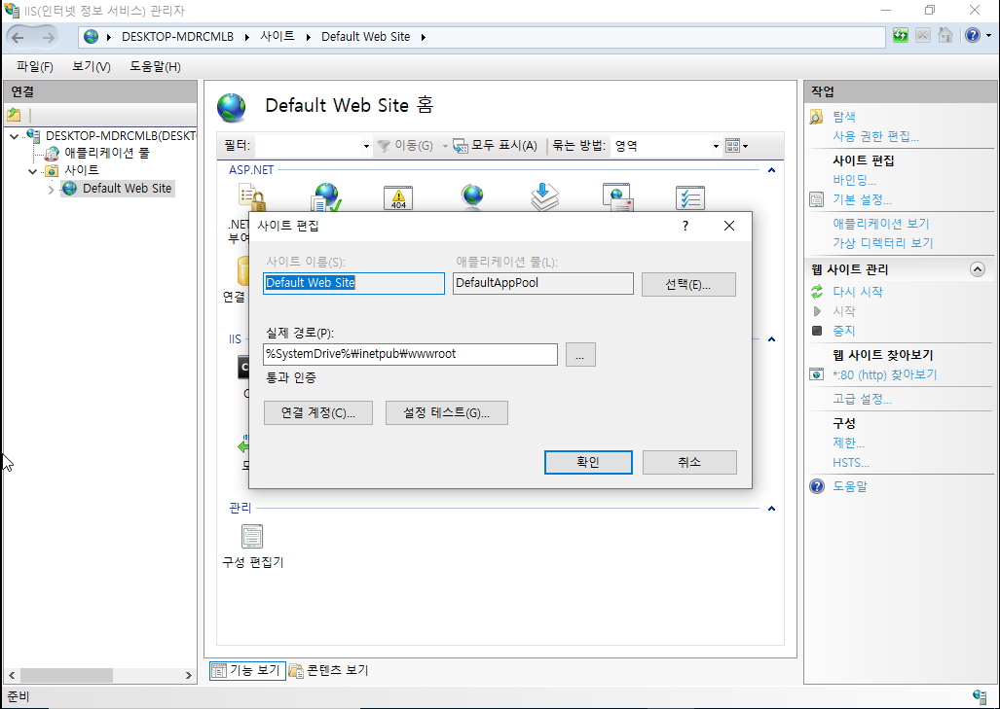 IIS(인터넷 정보 서비스) 관리자
DESKTOP-MDRCMLB
사이트
Default Web Site
파일(F) 보기(V) 도움말(H)
연결
DESKTOP-MDRCMLB(DESKT
애플리케이션 풀
사이트
Default Web Site
Default Web Site 홈
필터: 이동(G) 모두 표시(A) 묶는 방법: 영역
ASP.NET
404
.NET
부여
연결
IIS
사이트 편집
?
사이트 이름(S):
애플리케이션 풀(L):
Default Web Site
DefaultAppPool
선택(E)...
실제 경로(P):
%SystemDrive%₩inetpub₩wwwroot
...
통과 인증
연결 계정(C)...
설정 테스트(G)...
확인
취소
관리
구성 편집기
기능 보기
콘텐츠 보기
작업
탐색
사용 권한 편집...
사이트 편집
바인딩...
기본 설정...
애플리케이션 보기
가상 디렉터리 보기
웹 사이트 관리
다시 시작
시작
중지
웹 사이트 찾아보기
*:80 (http) 찾아보기
고급 설정...
구성
제한...
HSTS...
도움말
준비